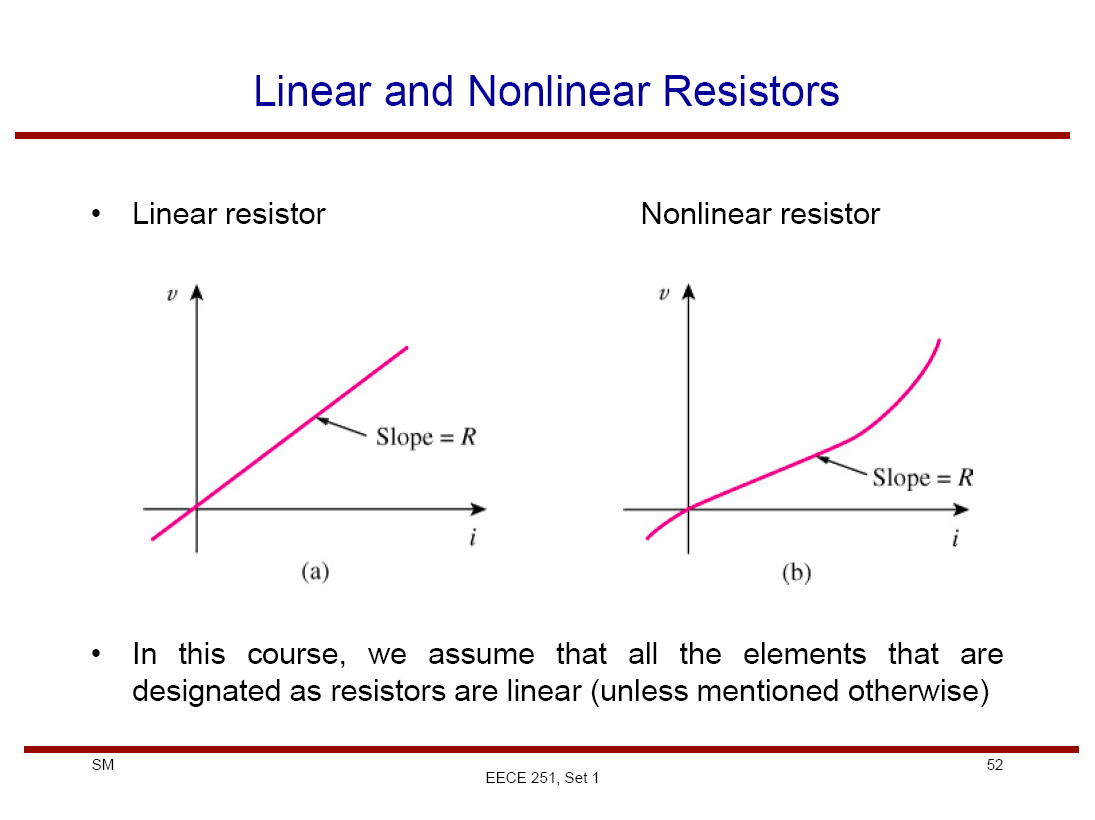 Linear and Nonlinear Resistors
• Linear resistor
Nonlinear resistor
v
Slope = R
i
(a)
v
Slope = R
i
(b)
• In this course, we assume that all the elements that are
designated as resistors are linear (unless mentioned otherwise)
SM
EECE 251, Set 1
52